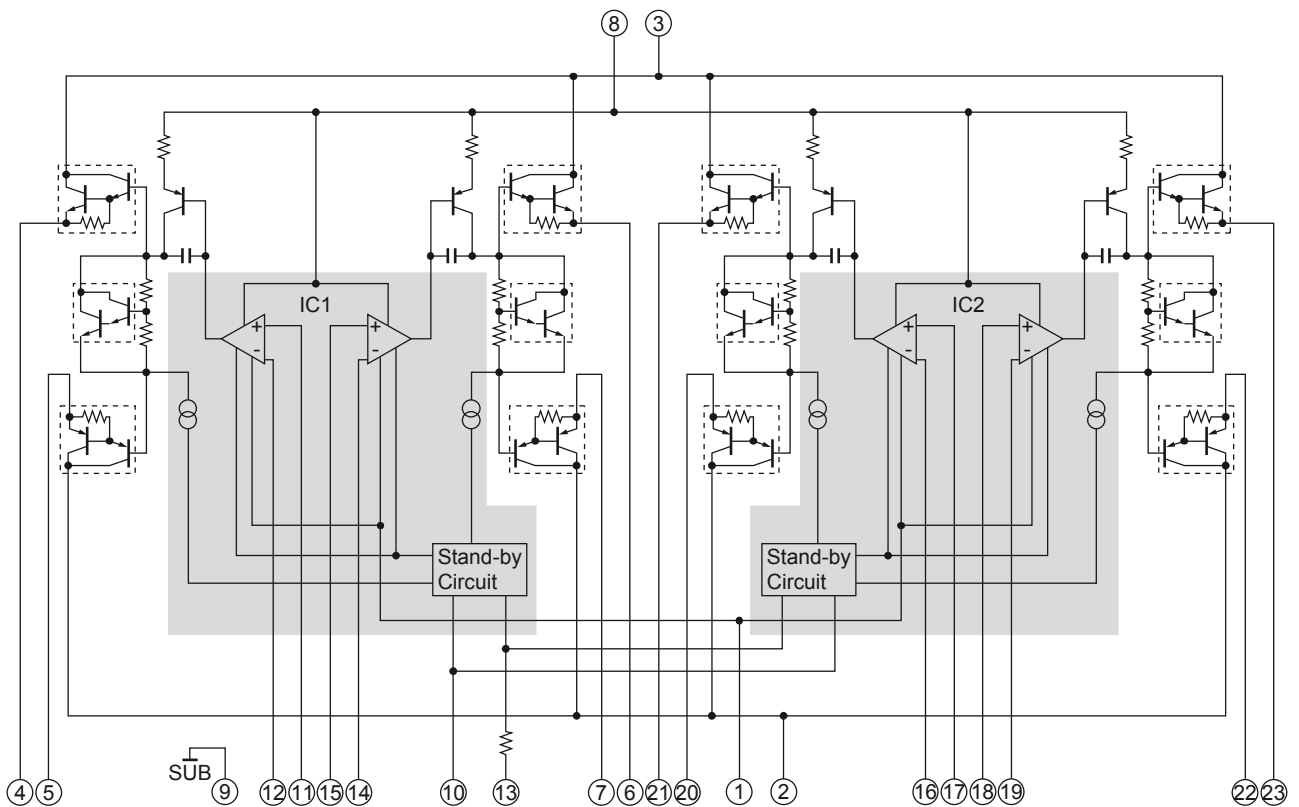 8 3
IC1 IC2
+ + + +
- - - -
Stand-by
Circuit
Stand-by
Circuit
SUB
4 5 9 12 11 15 14 10 13 7 6 21 20 1 2 16 17 18 19 22 23